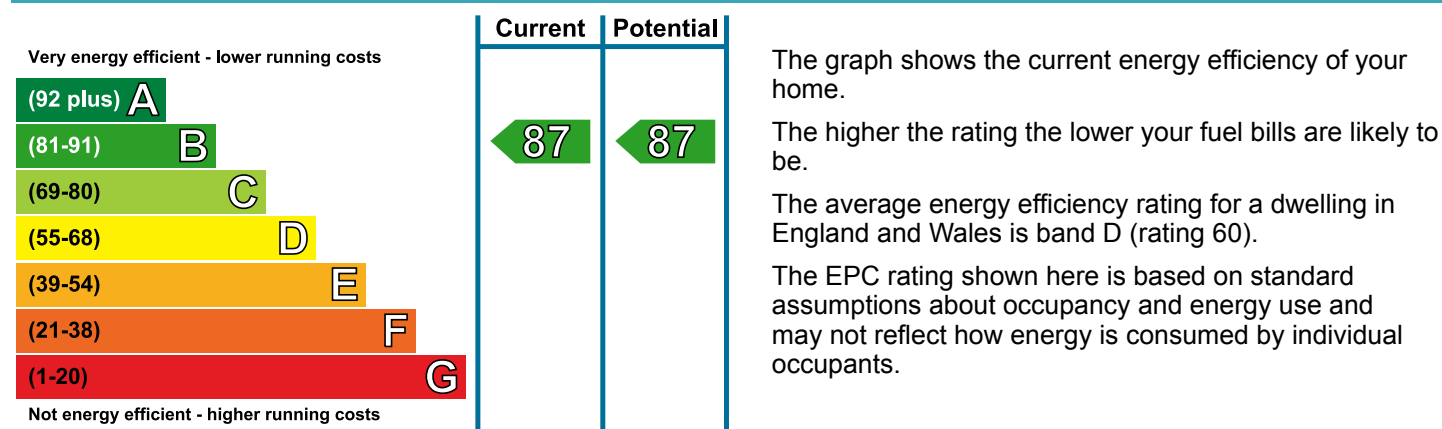 Current Potential
Very energy efficient - lower running costs
(92 plus) A
(81-91) B
87 87
(69-80) C
(55-68) D
(39-54) E
(21-38) F
(1-20) G
Not energy efficient - higher running costs
The graph shows the current energy efficiency of your
home.
The higher the rating the lower your fuel bills are likely to
be.
The average energy efficiency rating for a dwelling in
England and Wales is band D (rating 60).
The EPC rating shown here is based on standard
assumptions about occupancy and energy use and
may not reflect how energy is consumed by individual
occupants.